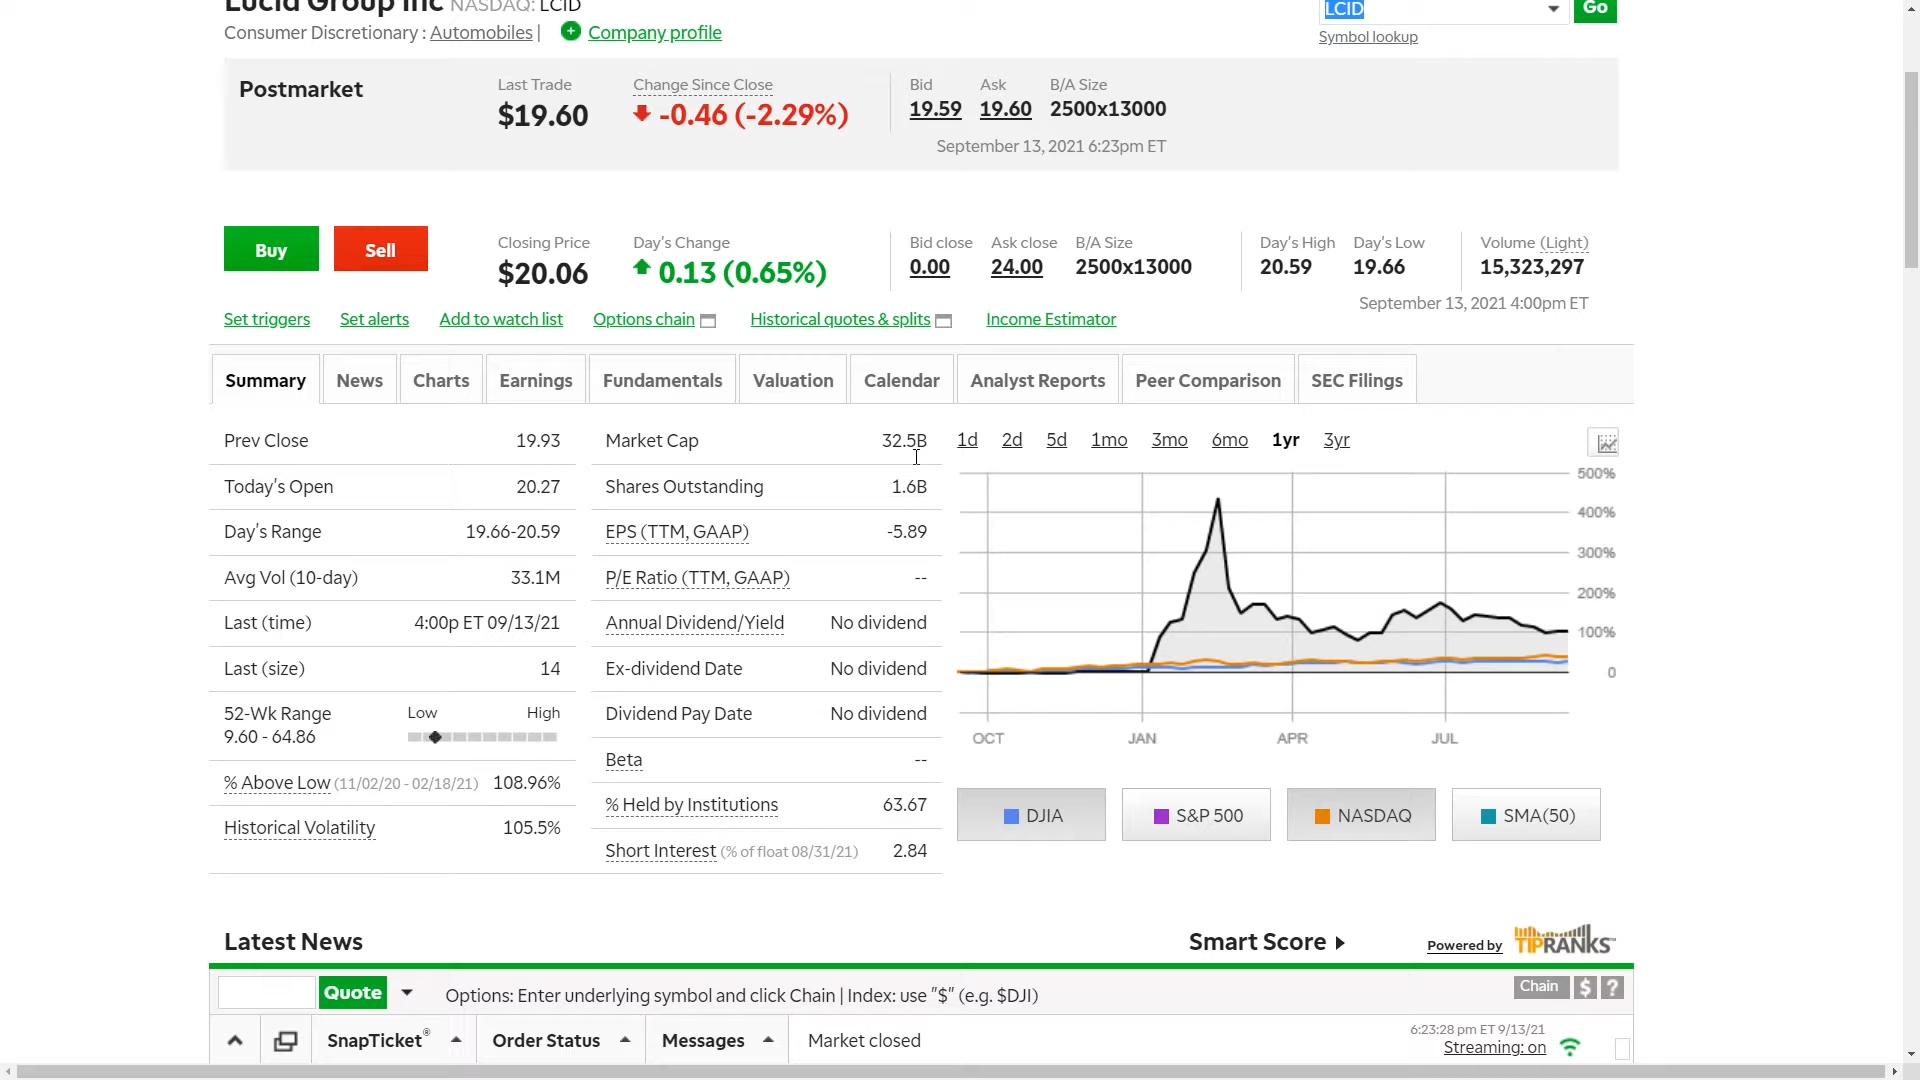 Lucid Group Inc NASDAQ: LCID
LCID Go
Consumer Discretionary : Automobiles | + Company profile
Symbol lookup
Postmarket
Last Trade Change Since Close Bid Ask B/A Size
$19.60 -0.46 (-2.29%) 19.59 19.60 2500x13000
September 13, 2021 6:23pm ET
Buy Sell
Closing Price Day's Change Bid close Ask close B/A Size Day's High Day's Low Volume (Light)
$20.06 0.13 (0.65%) 0.00 24.00 2500x13000 20.59 19.66 15,323,297
September 13, 2021 4:00pm ET
Set triggers Set alerts Add to watch list Options chain Historical quotes & splits Income Estimator
Summary News Charts Earnings Fundamentals Valuation Calendar Analyst Reports Peer Comparison SEC Filings
Prev Close 19.93
Today's Open 20.27
Day's Range 19.66-20.59
Avg Vol (10-day) 33.1M
Last (time) 4:00p ET 09/13/21
Last (size) 14
52-Wk Range Low High
9.60 - 64.86
% Above Low (11/02/20 - 02/18/21) 108.96%
Historical Volatility 105.5%
Market Cap 32.5B
Shares Outstanding 1.6B
EPS (TTM, GAAP) -5.89
P/E Ratio (TTM, GAAP) --
Annual Dividend/Yield No dividend
Ex-dividend Date No dividend
Dividend Pay Date No dividend
Beta --
% Held by Institutions 63.67
Short Interest (% of float 08/31/21) 2.84
1d 2d 5d 1mo 3mo 6mo 1yr 3yr
500%
400%
300%
200%
100%
0
OCT JAN APR JUL
DJIA S&P 500 NASDAQ SMA(50)
Latest News
Smart Score Powered by TIPRANKS™
Quote Options: Enter underlying symbol and click Chain | Index: use "$" (e.g. $DJI) Chain $ ?
SnapTicket® Order Status Messages Market closed
6:23:28 pm ET 9/13/21
Streaming: on